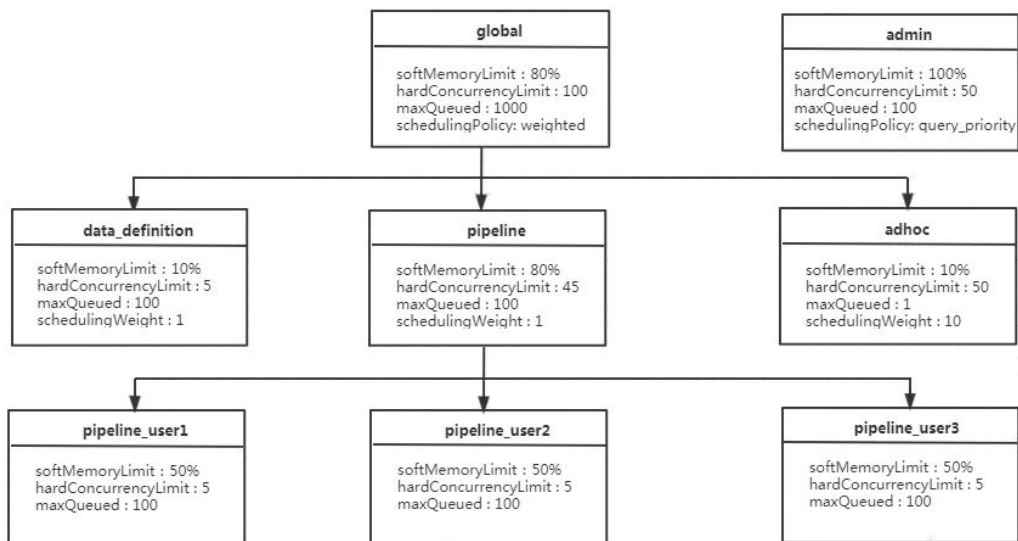 global
softMemoryLimit : 80%
hardConcurrencyLimit : 100
maxQueued : 1000
schedulingPolicy: weighted
admin
softMemoryLimit : 100%
hardConcurrencyLimit : 50
maxQueued : 100
schedulingPolicy: query_priority
data_definition
softMemoryLimit : 10%
hardConcurrencyLimit : 5
maxQueued : 100
schedulingWeight : 1
pipeline
softMemoryLimit : 80%
hardConcurrencyLimit : 45
maxQueued : 100
schedulingWeight : 1
adhoc
softMemoryLimit : 10%
hardConcurrencyLimit : 50
maxQueued : 1
schedulingWeight : 10
pipeline_user1
softMemoryLimit : 50%
hardConcurrencyLimit : 5
maxQueued : 100
pipeline_user2
softMemoryLimit : 50%
hardConcurrencyLimit : 5
maxQueued : 100
pipeline_user3
softMemoryLimit : 50%
hardConcurrencyLimit : 5
maxQueued : 100